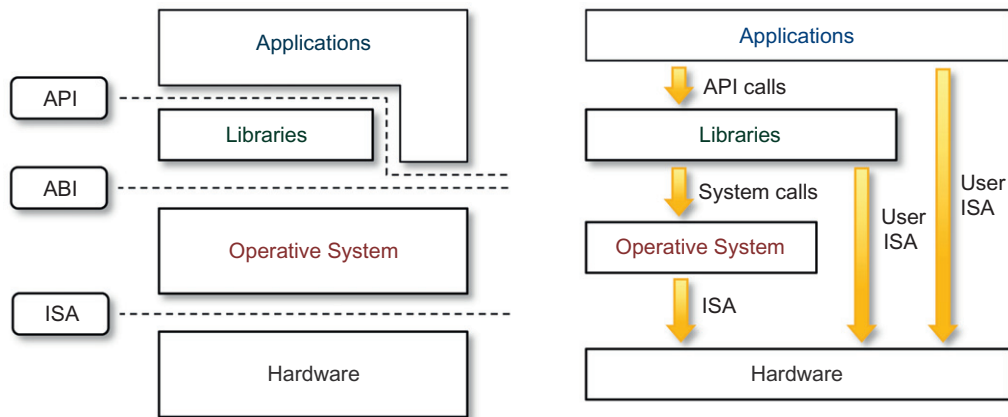 Applications
API
Libraries
ABI
Operative System
ISA
Hardware
Applications
API calls
Libraries
System calls
User
ISA
User
ISA
Operative System
ISA
Hardware